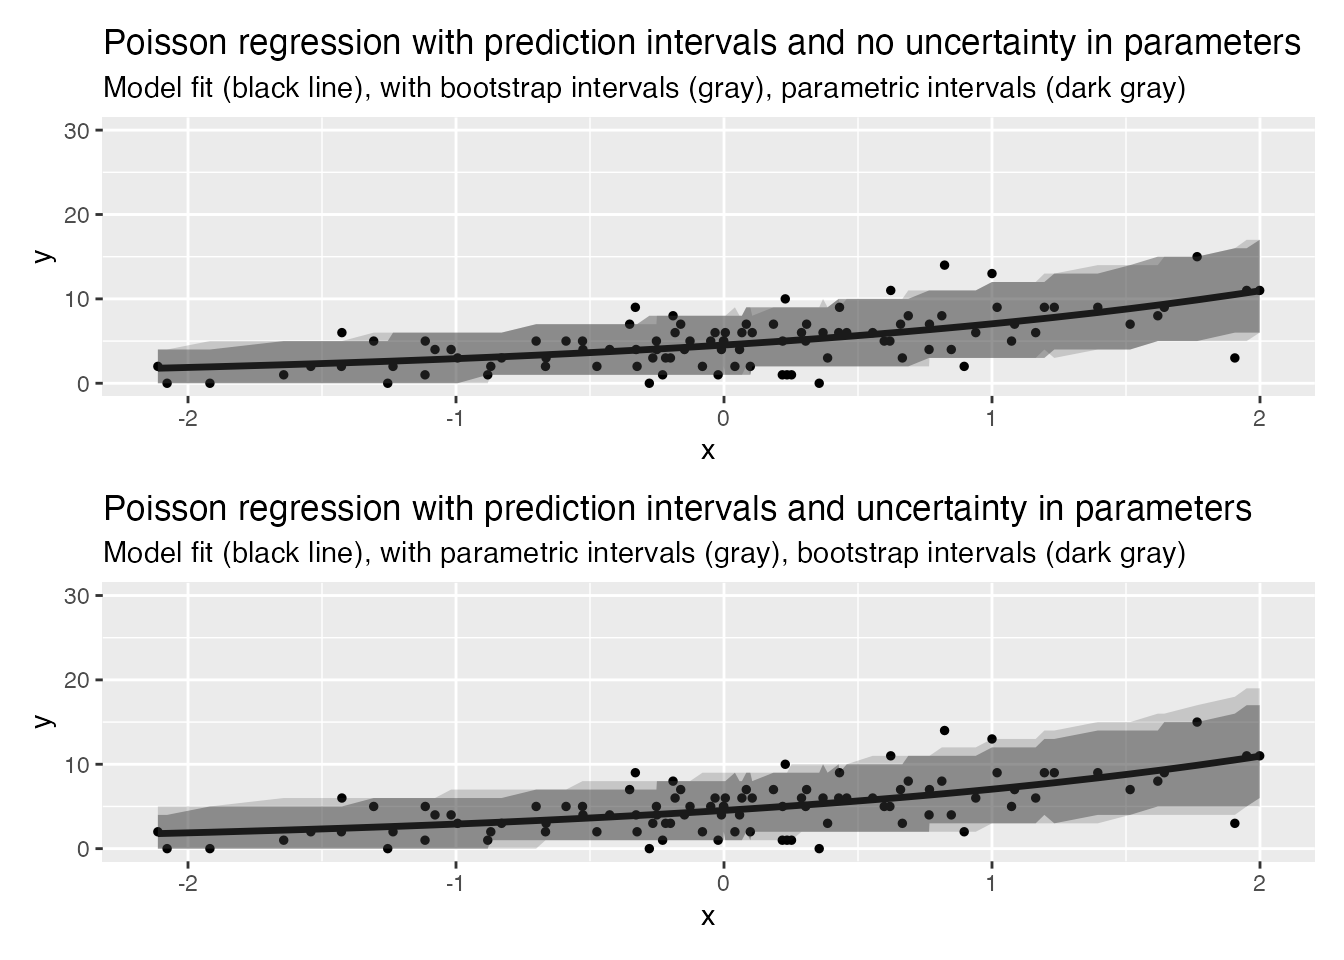 Poisson regression with prediction intervals and no uncertainty in parameters
Model fit (black line), with bootstrap intervals (gray), parametric intervals (dark gray)
30
20
10
0
y
-2
-1
0
1
2
x
Poisson regression with prediction intervals and uncertainty in parameters
Model fit (black line), with parametric intervals (gray), bootstrap intervals (dark gray)
30
20
10
0
y
-2
-1
0
1
2
x